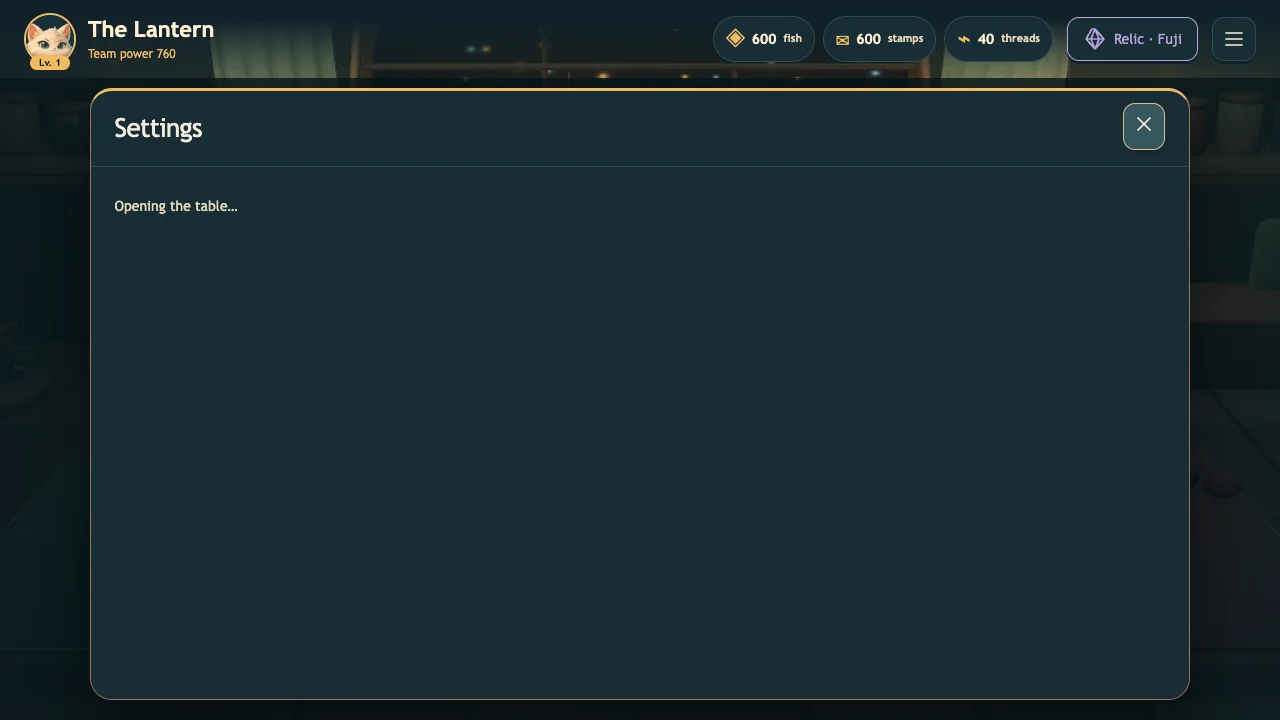 The Lantern
Team power 760
Lv. 1
600 fish
600 stamps
40 threads
Relic · Fuji
Settings
Opening the table…